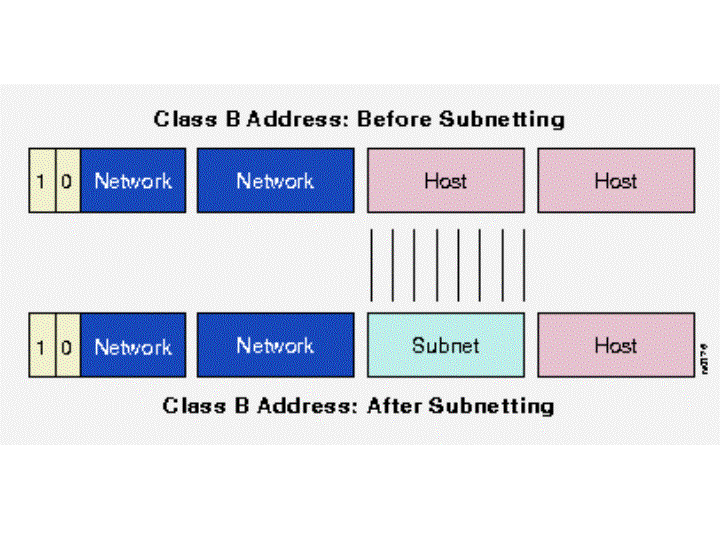 Class B Address: Before Subnetting
1 0 Network Network Host Host
1 0 Network Network Subnet Host
Class B Address: After Subnetting